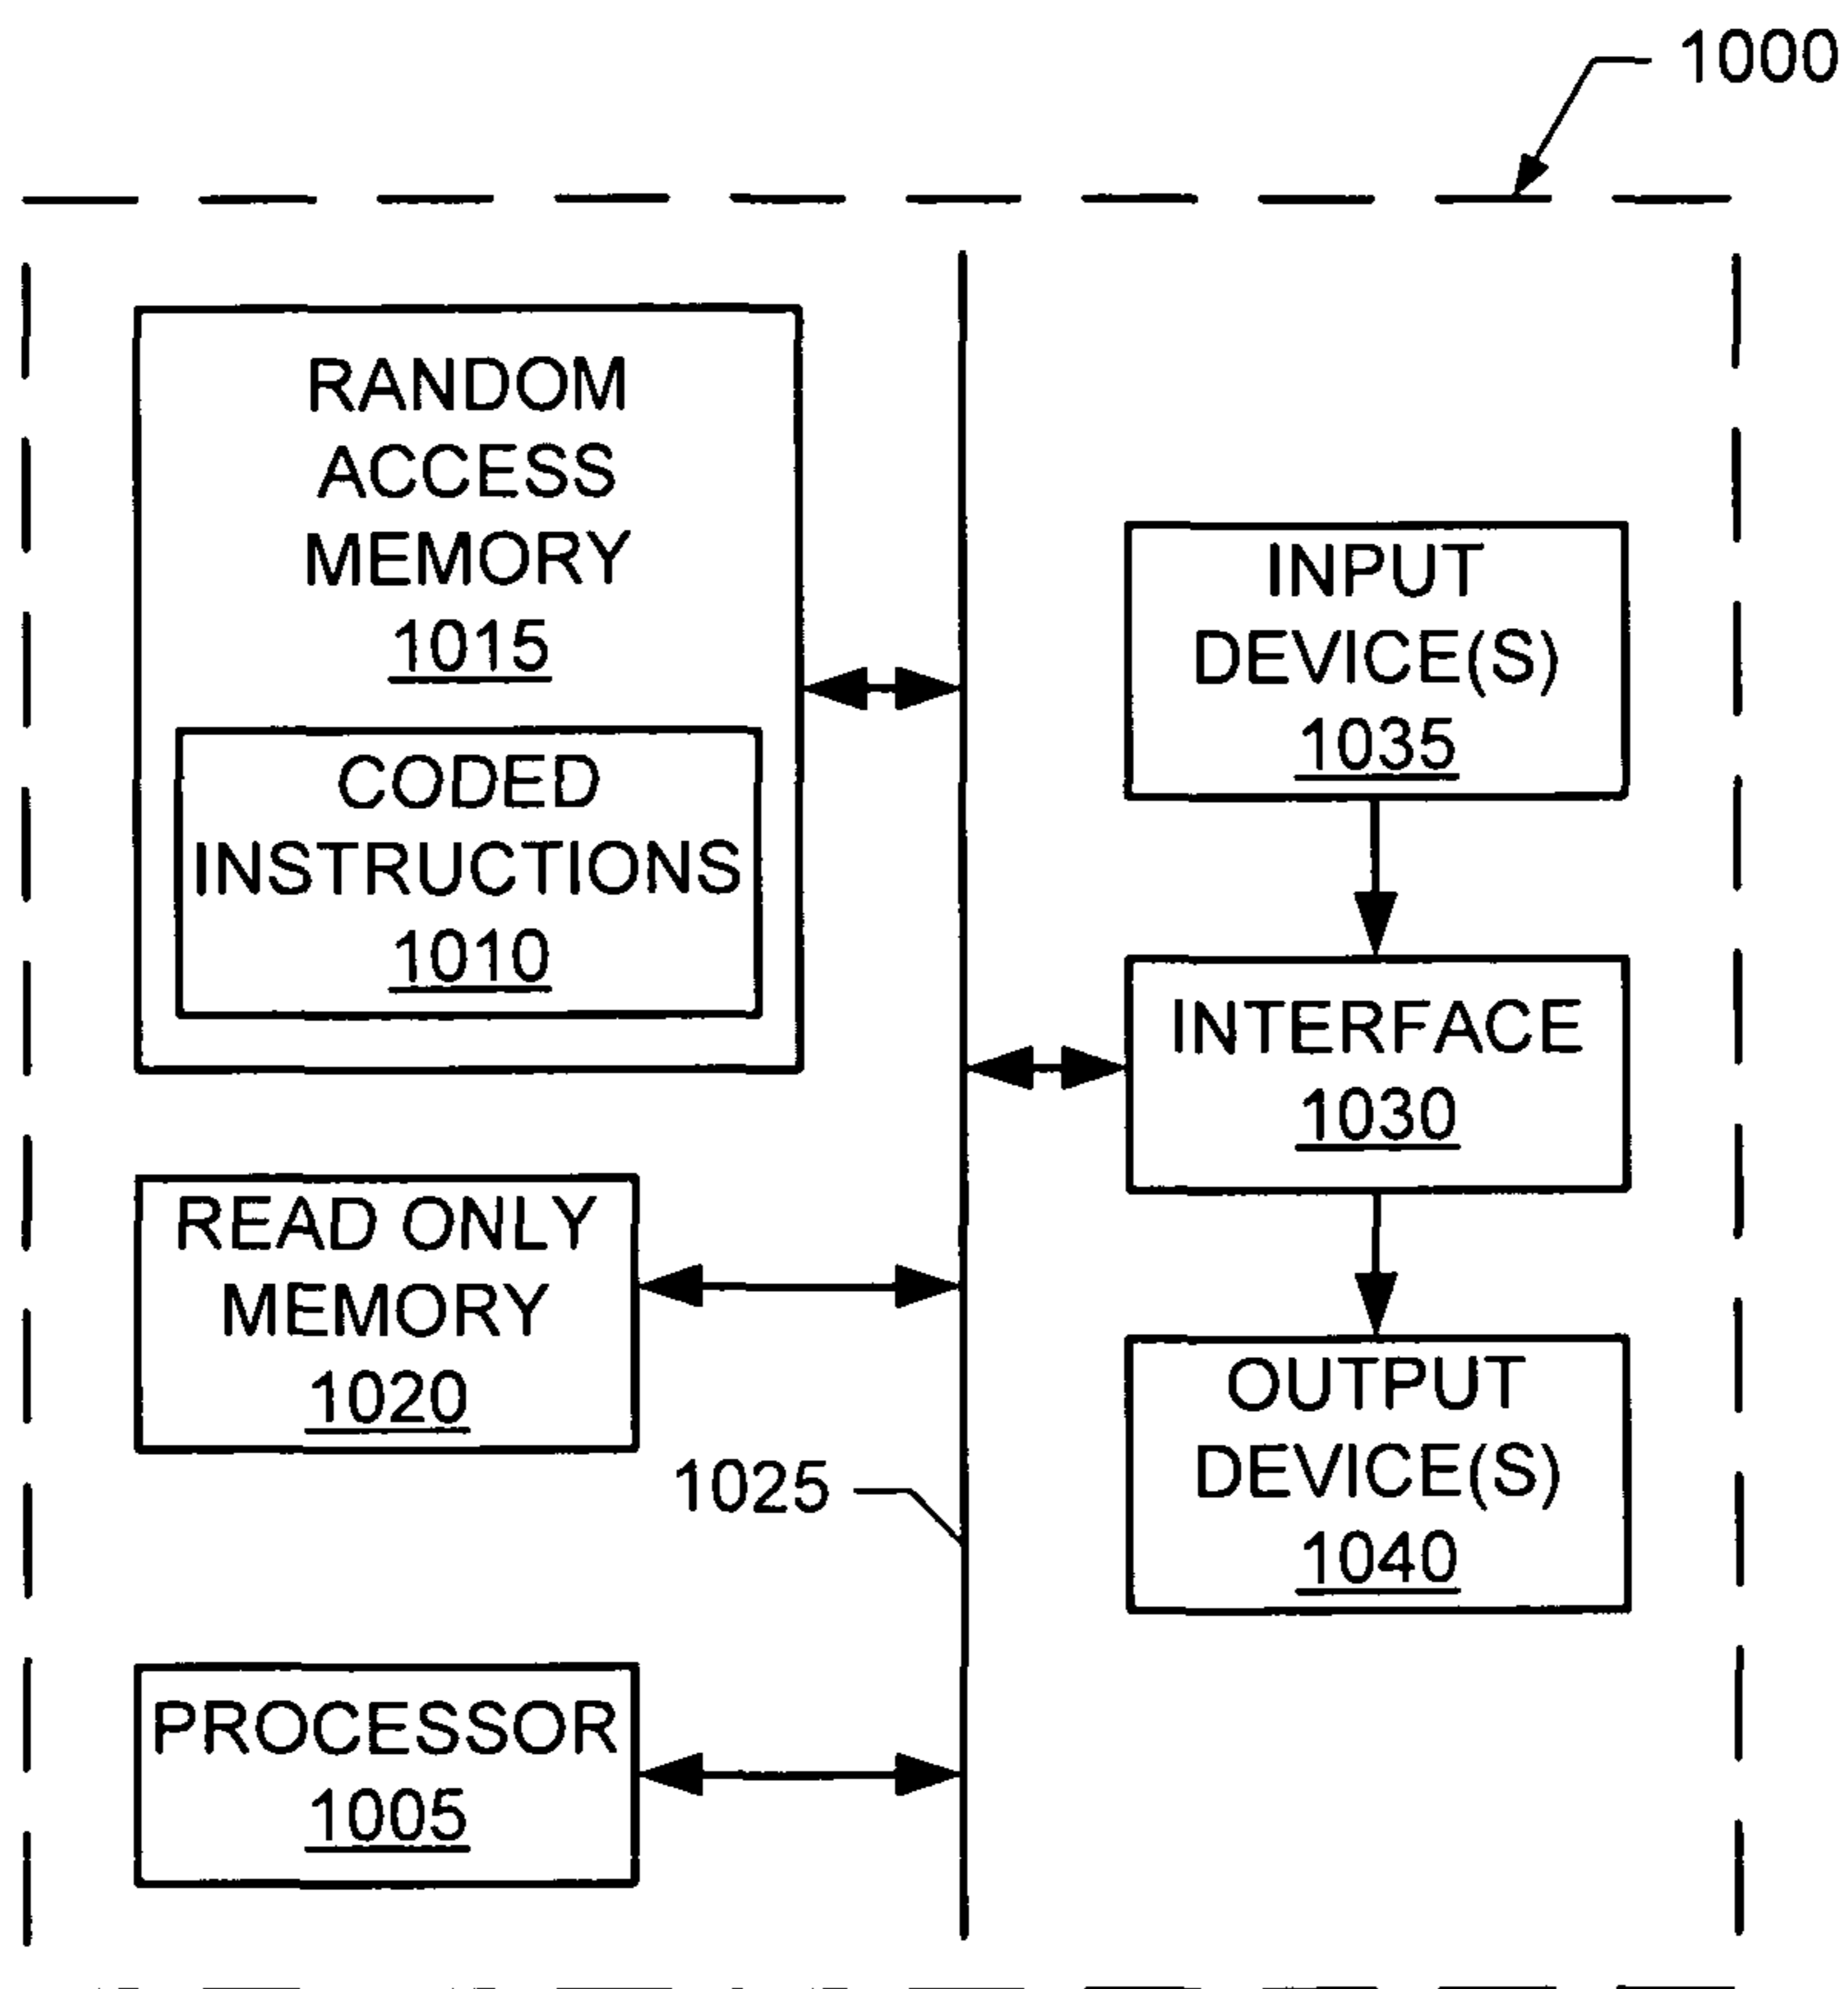 1000
RANDOM
ACCESS
MEMORY
1015
CODED
INSTRUCTIONS
1010
READ ONLY
MEMORY
1020
1025
PROCESSOR
1005
INPUT
DEVICE(S)
1035
INTERFACE
1030
OUTPUT
DEVICE(S)
1040